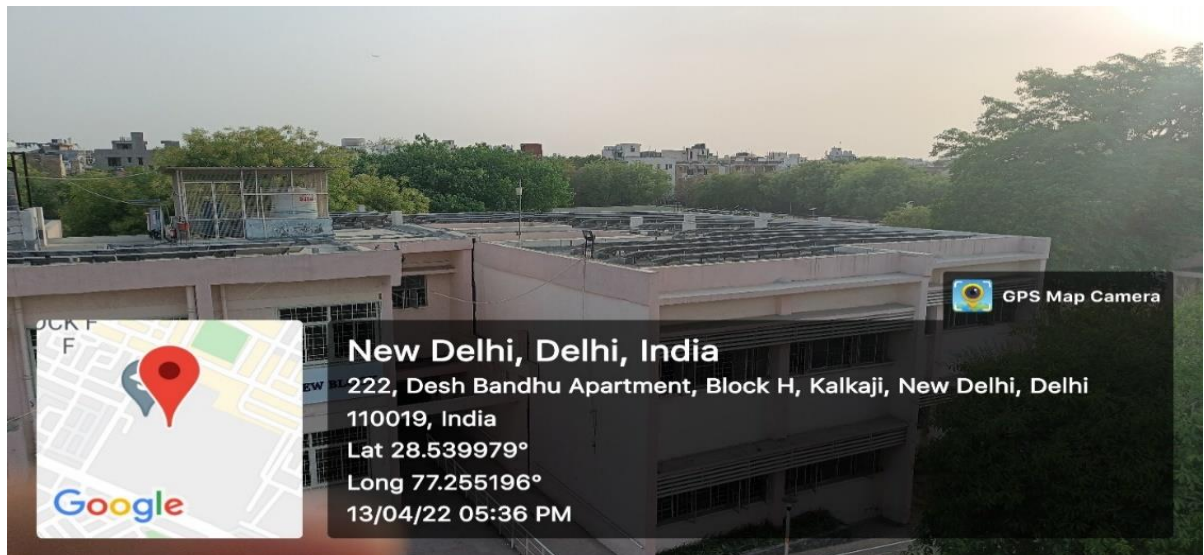 GPS Map Camera
OCK F
F
Google
New Delhi, Delhi, India
222, Desh Bandhu Apartment, Block H, Kalkaji, New Delhi, Delhi
110019, India
Lat 28.539979°
Long 77.255196°
13/04/22 05:36 PM